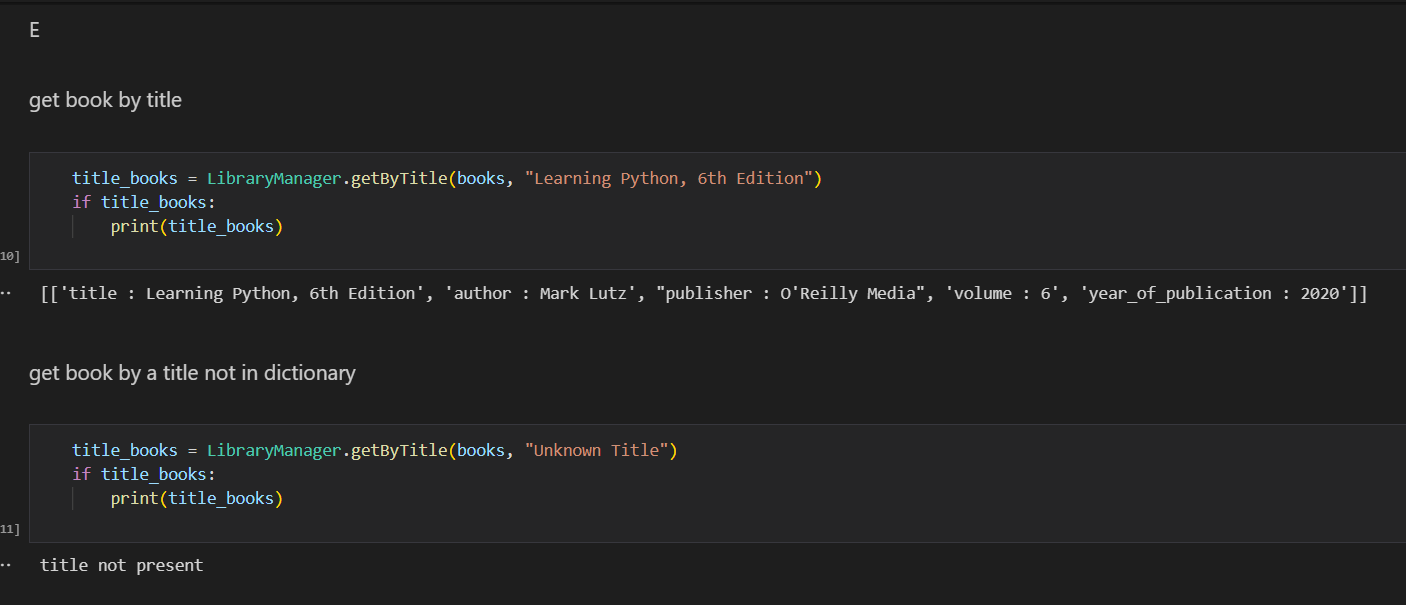 E
get book by title
title_books = LibraryManager.getByTitle(books, "Learning Python, 6th Edition")
if title_books:
    print(title_books)
10]
[['title : Learning Python, 6th Edition', 'author : Mark Lutz', "publisher : O'Reilly Media", 'volume : 6', 'year_of_publication : 2020']]
get book by a title not in dictionary
title_books = LibraryManager.getByTitle(books, "Unknown Title")
if title_books:
    print(title_books)
11]
title not present